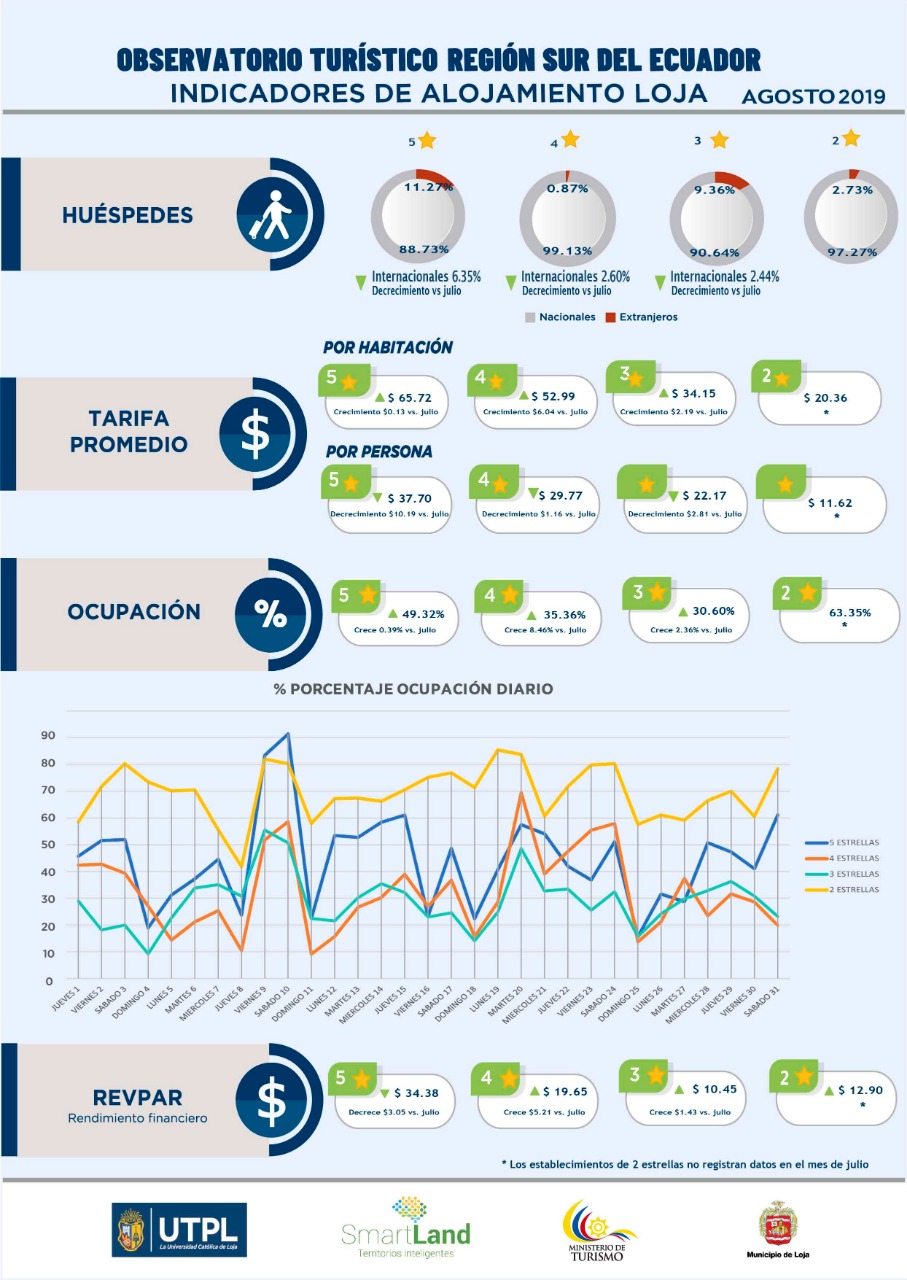 OBSERVATORIO TURÍSTICO REGIÓN SUR DEL ECUADOR
INDICADORES DE ALOJAMIENTO LOJA AGOSTO 2019
HUÉSPEDES
5
11.27%
88.73%
Internacionales 6.35%
Decrecimiento vs julio
4
0.87%
99.13%
Internacionales 2.60%
Decrecimiento vs julio
3
9.36%
90.64%
Internacionales 2.44%
Decrecimiento vs julio
2
2.73%
97.27%
Nacionales Extranjeros
TARIFA
PROMEDIO
$
POR HABITACIÓN
5
$ 65.72
Crecimiento $0.13 vs. julio
4
$ 52.99
Crecimiento $6.04 vs. julio
3
$ 34.15
Crecimiento $2.19 vs. julio
2
$ 20.36
*
POR PERSONA
5
$ 37.70
Decrecimiento $10.19 vs. julio
4
$ 29.77
Decrecimiento $1.16 vs. julio
$ 22.17
Decrecimiento $2.81 vs. julio
$ 11.62
*
OCUPACIÓN
%
5
49.32%
Crece 0.39% vs. julio
4
35.36%
Crece 8.46% vs. julio
3
30.60%
Crece 2.36% vs. julio
2
63.35%
*
% PORCENTAJE OCUPACIÓN DIARIO
90
80
70
60
50
40
30
20
10
0
JUEVES 1
VIERNES 2
SABADO 3
DOMINGO 4
LUNES 5
MARTES 6
MIERCOLES 7
JUEVES 8
VIERNES 9
SABADO 10
DOMINGO 11
LUNES 12
MARTES 13
MIERCOLES 14
JUEVES 15
VIERNES 16
SABADO 17
DOMINGO 18
LUNES 19
MARTES 20
MIERCOLES 21
JUEVES 22
VIERNES 23
SABADO 24
DOMINGO 25
LUNES 26
MARTES 27
MIERCOLES 28
JUEVES 29
VIERNES 30
SABADO 31
5 ESTRELLAS
4 ESTRELLAS
3 ESTRELLAS
2 ESTRELLAS
REVPAR
Rendimiento financiero
$
5
$ 34.38
Decrece $3.05 vs. julio
4
$ 19.65
Crece $5.21 vs. julio
3
$ 10.45
Crece $1.43 vs. julio
2
$ 12.90
*
* Los establecimientos de 2 estrellas no registran datos en el mes de julio
UTPL
La Universidad Católica de Loja
SmartLand
Territorios inteligentes
MINISTERIO DE
TURISMO
Municipio de Loja